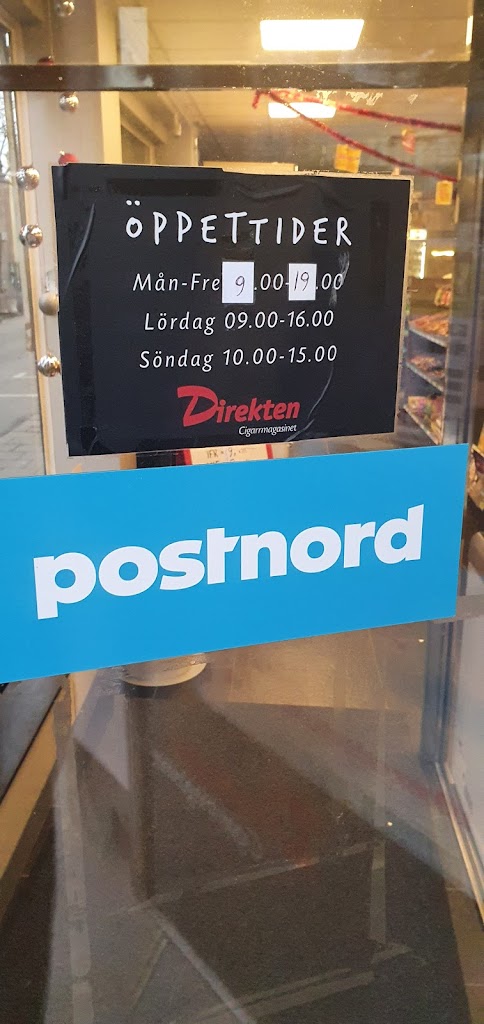 ÖPPETTIDER
Mån-Fre 9.00-19.00
Lördag 09.00-16.00
Söndag 10.00-15.00
Direkten
Cigarrmagasinet
postnord